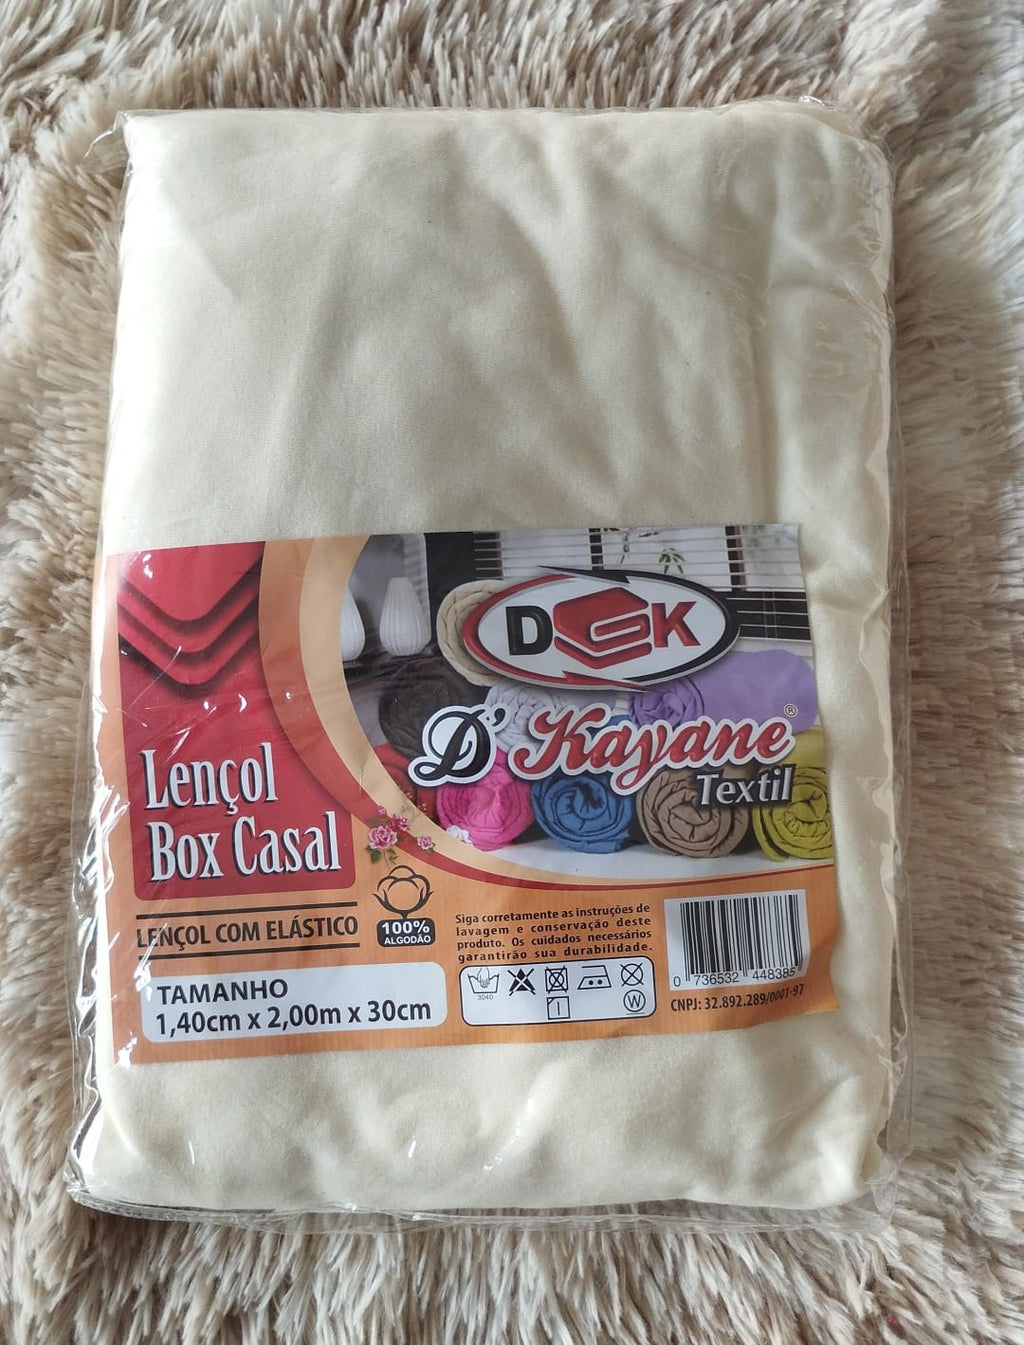 DGK
D' Kayane ®
Textil
Lençol
Box Casal
LENÇOL COM ELÁSTICO
100%
ALGODÃO
TAMANHO
1,40cm x 2,00m x 30cm
Siga corretamente as instruções de
lavagem e conservação deste
produto. Os cuidados necessários
garantirão sua durabilidade.
3040
W
0 736532 448385
CNPJ: 32.892.289/0001-97